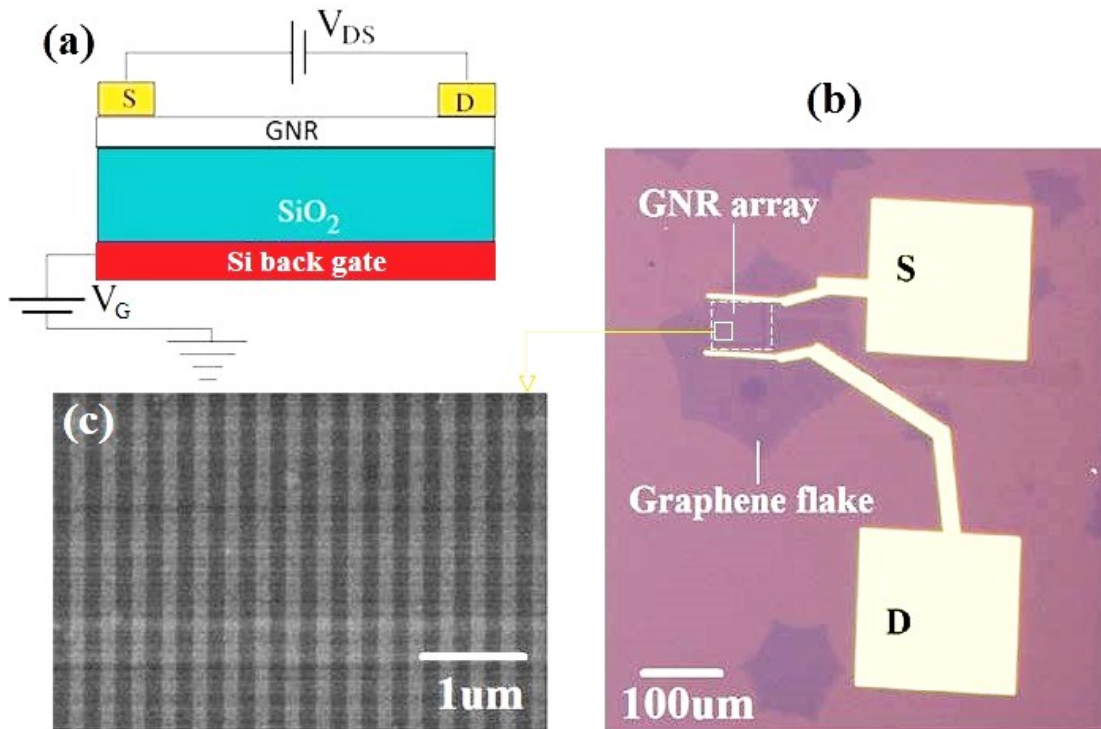 (a)
V_DS
S
D
GNR
SiO₂
Si back gate
V_G
(b)
GNR array
S
Graphene flake
D
100um
(c)
1um